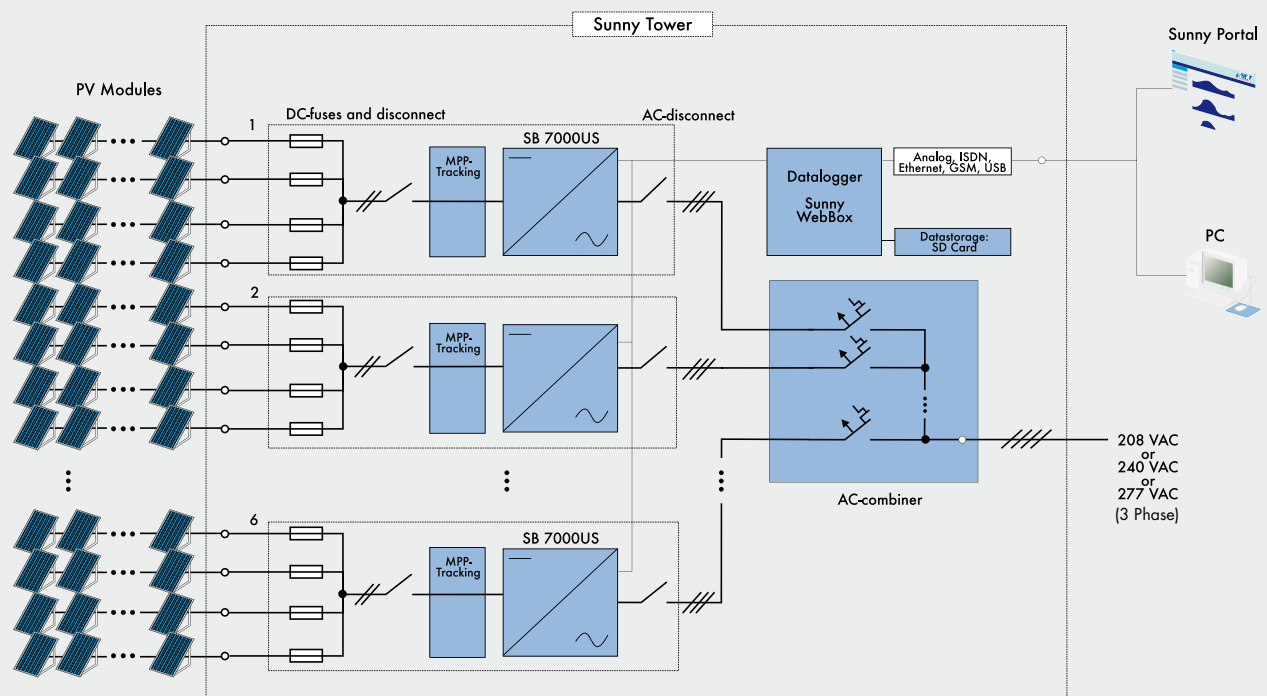 Sunny Tower
Sunny Portal
PV Modules
DC-fuses and disconnect
AC-disconnect
1
SB 7000US
MPP-
Tracking
Datalogger
Sunny
WebBox
Analog, ISDN,
Ethernet, GSM, USB
Datastorage:
SD Card
PC
2
MPP-
Tracking
AC-combiner
208 VAC
or
240 VAC
or
277 VAC
(3 Phase)
6
SB 7000US
MPP-
Tracking